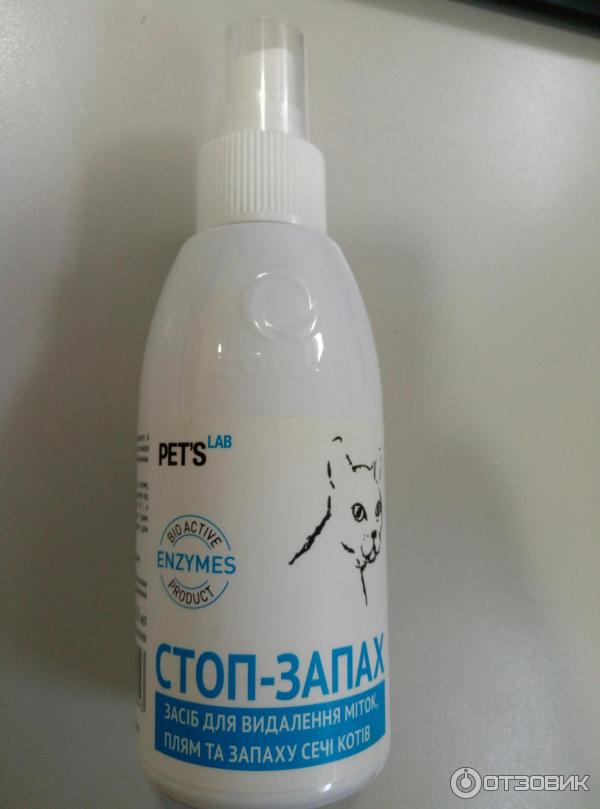 PET'S LAB
BIO ACTIVE
ENZYMES
PRODUCT
СТОП-ЗАПАХ
ЗАСІБ ДЛЯ ВИДАЛЕННЯ МІТОК,
ПЛЯМ ТА ЗАПАХУ СЕЧІ КОТІВ
ОТЗОВИК